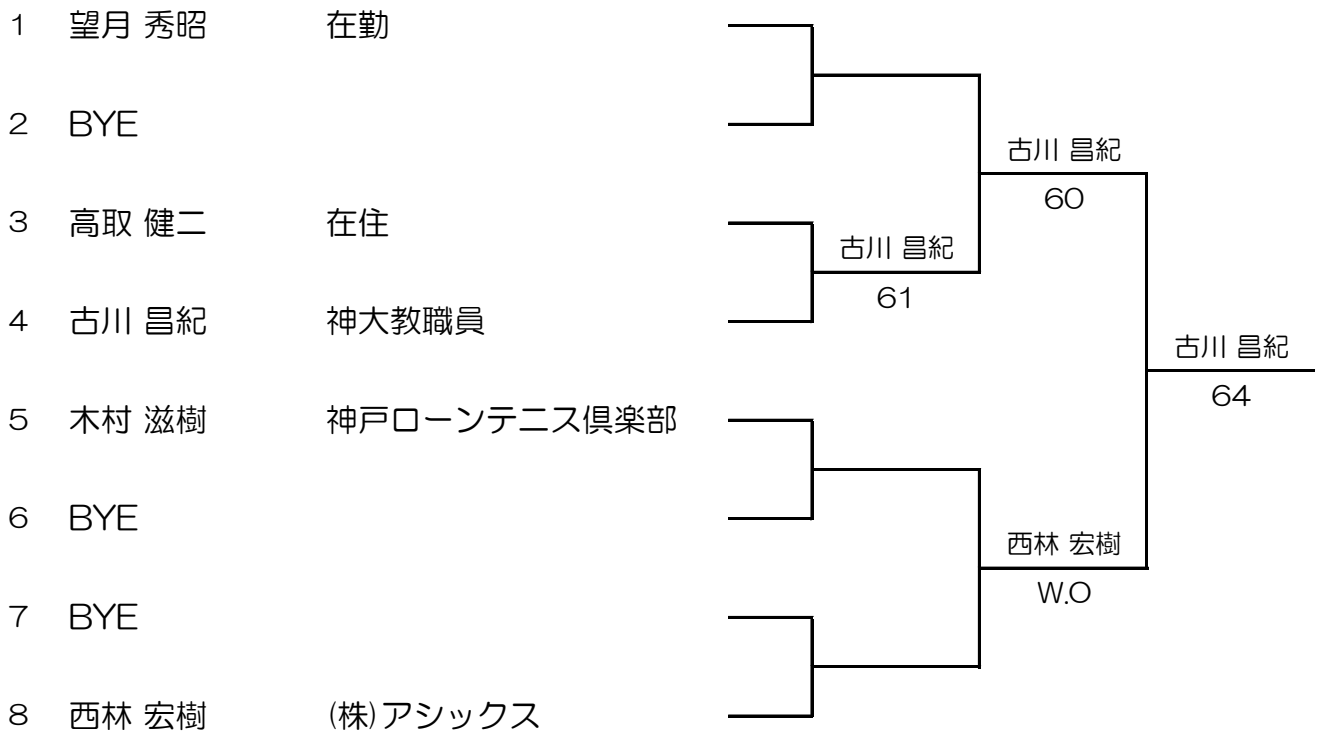 1 望月 秀昭 在勤
2 BYE
古川 昌紀
60
3 高取 健二 在住
古川 昌紀
61
4 古川 昌紀 神大教職員
古川 昌紀
64
5 木村 滋樹 神戸ローンテニス倶楽部
6 BYE
西林 宏樹
W.O
7 BYE
8 西林 宏樹 (株)アシックス